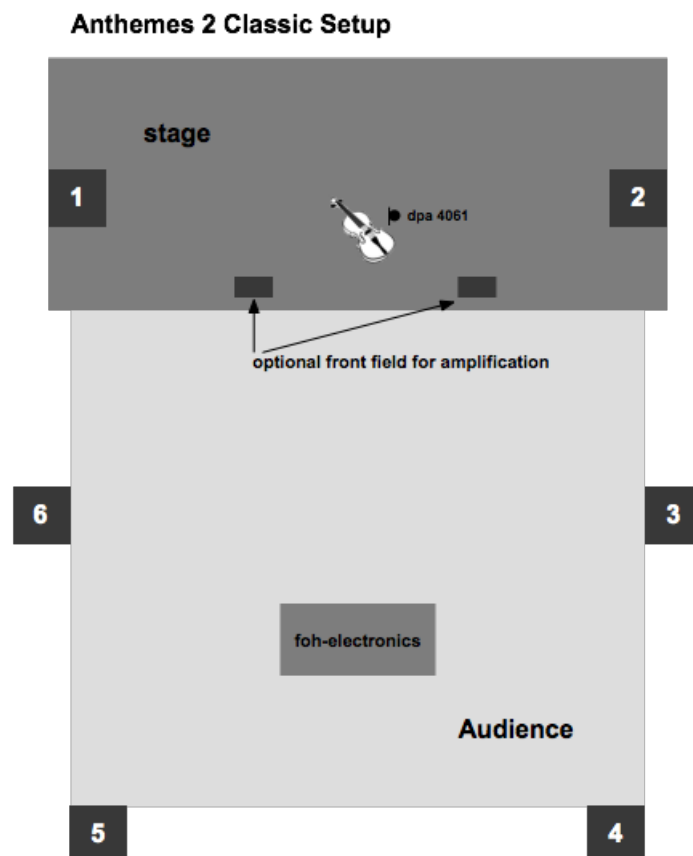 Anthemes 2 Classic Setup
stage
1
2
dpa 4061
optional front field for amplification
6
3
foh-electronics
Audience
5
4